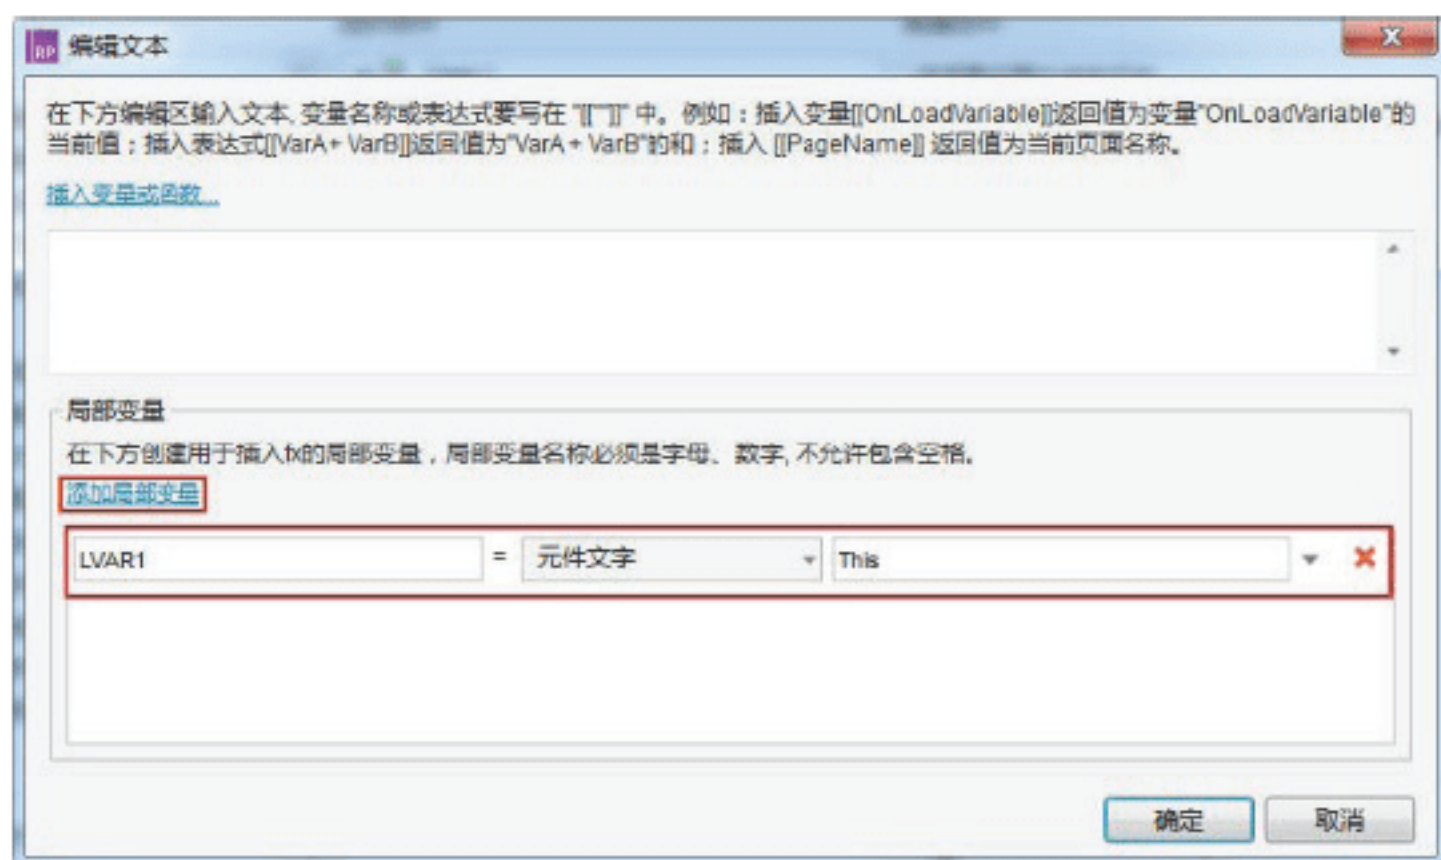 RP 编辑文本
在下方编辑区输入文本, 变量名称或表达式要写在 "[[""]]" 中。例如：插入变量[[OnLoadVariable]]返回值为变量"OnLoadVariable"的
当前值；插入表达式[[VarA+ VarB]]返回值为"VarA + VarB"的和；插入 [[PageName]] 返回值为当前页面名称。
插入变量或函数...
局部变量
在下方创建用于插入fx的局部变量，局部变量名称必须是字母、数字, 不允许包含空格。
添加局部变量
LVAR1 = 元件文字 This
确定 取消